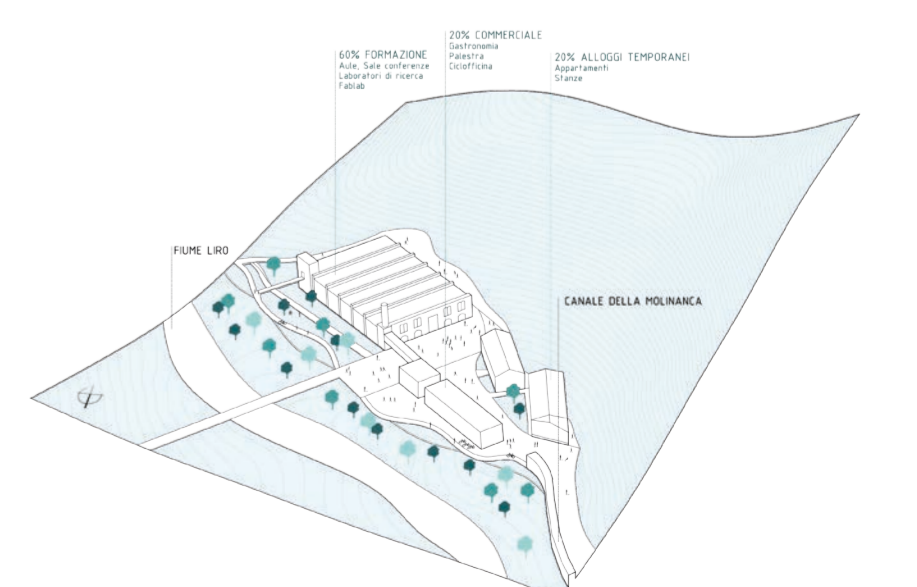 60% FORMAZIONE
Aule, Sale conferenze
Laboratori di ricerca
Fablab
20% COMMERCIALE
Gastronomia
Palestra
Ciclofficina
20% ALLOGGI TEMPORANEI
Appartamenti
Stanze
FIUME LIRO
CANALE DELLA MOLINANCA